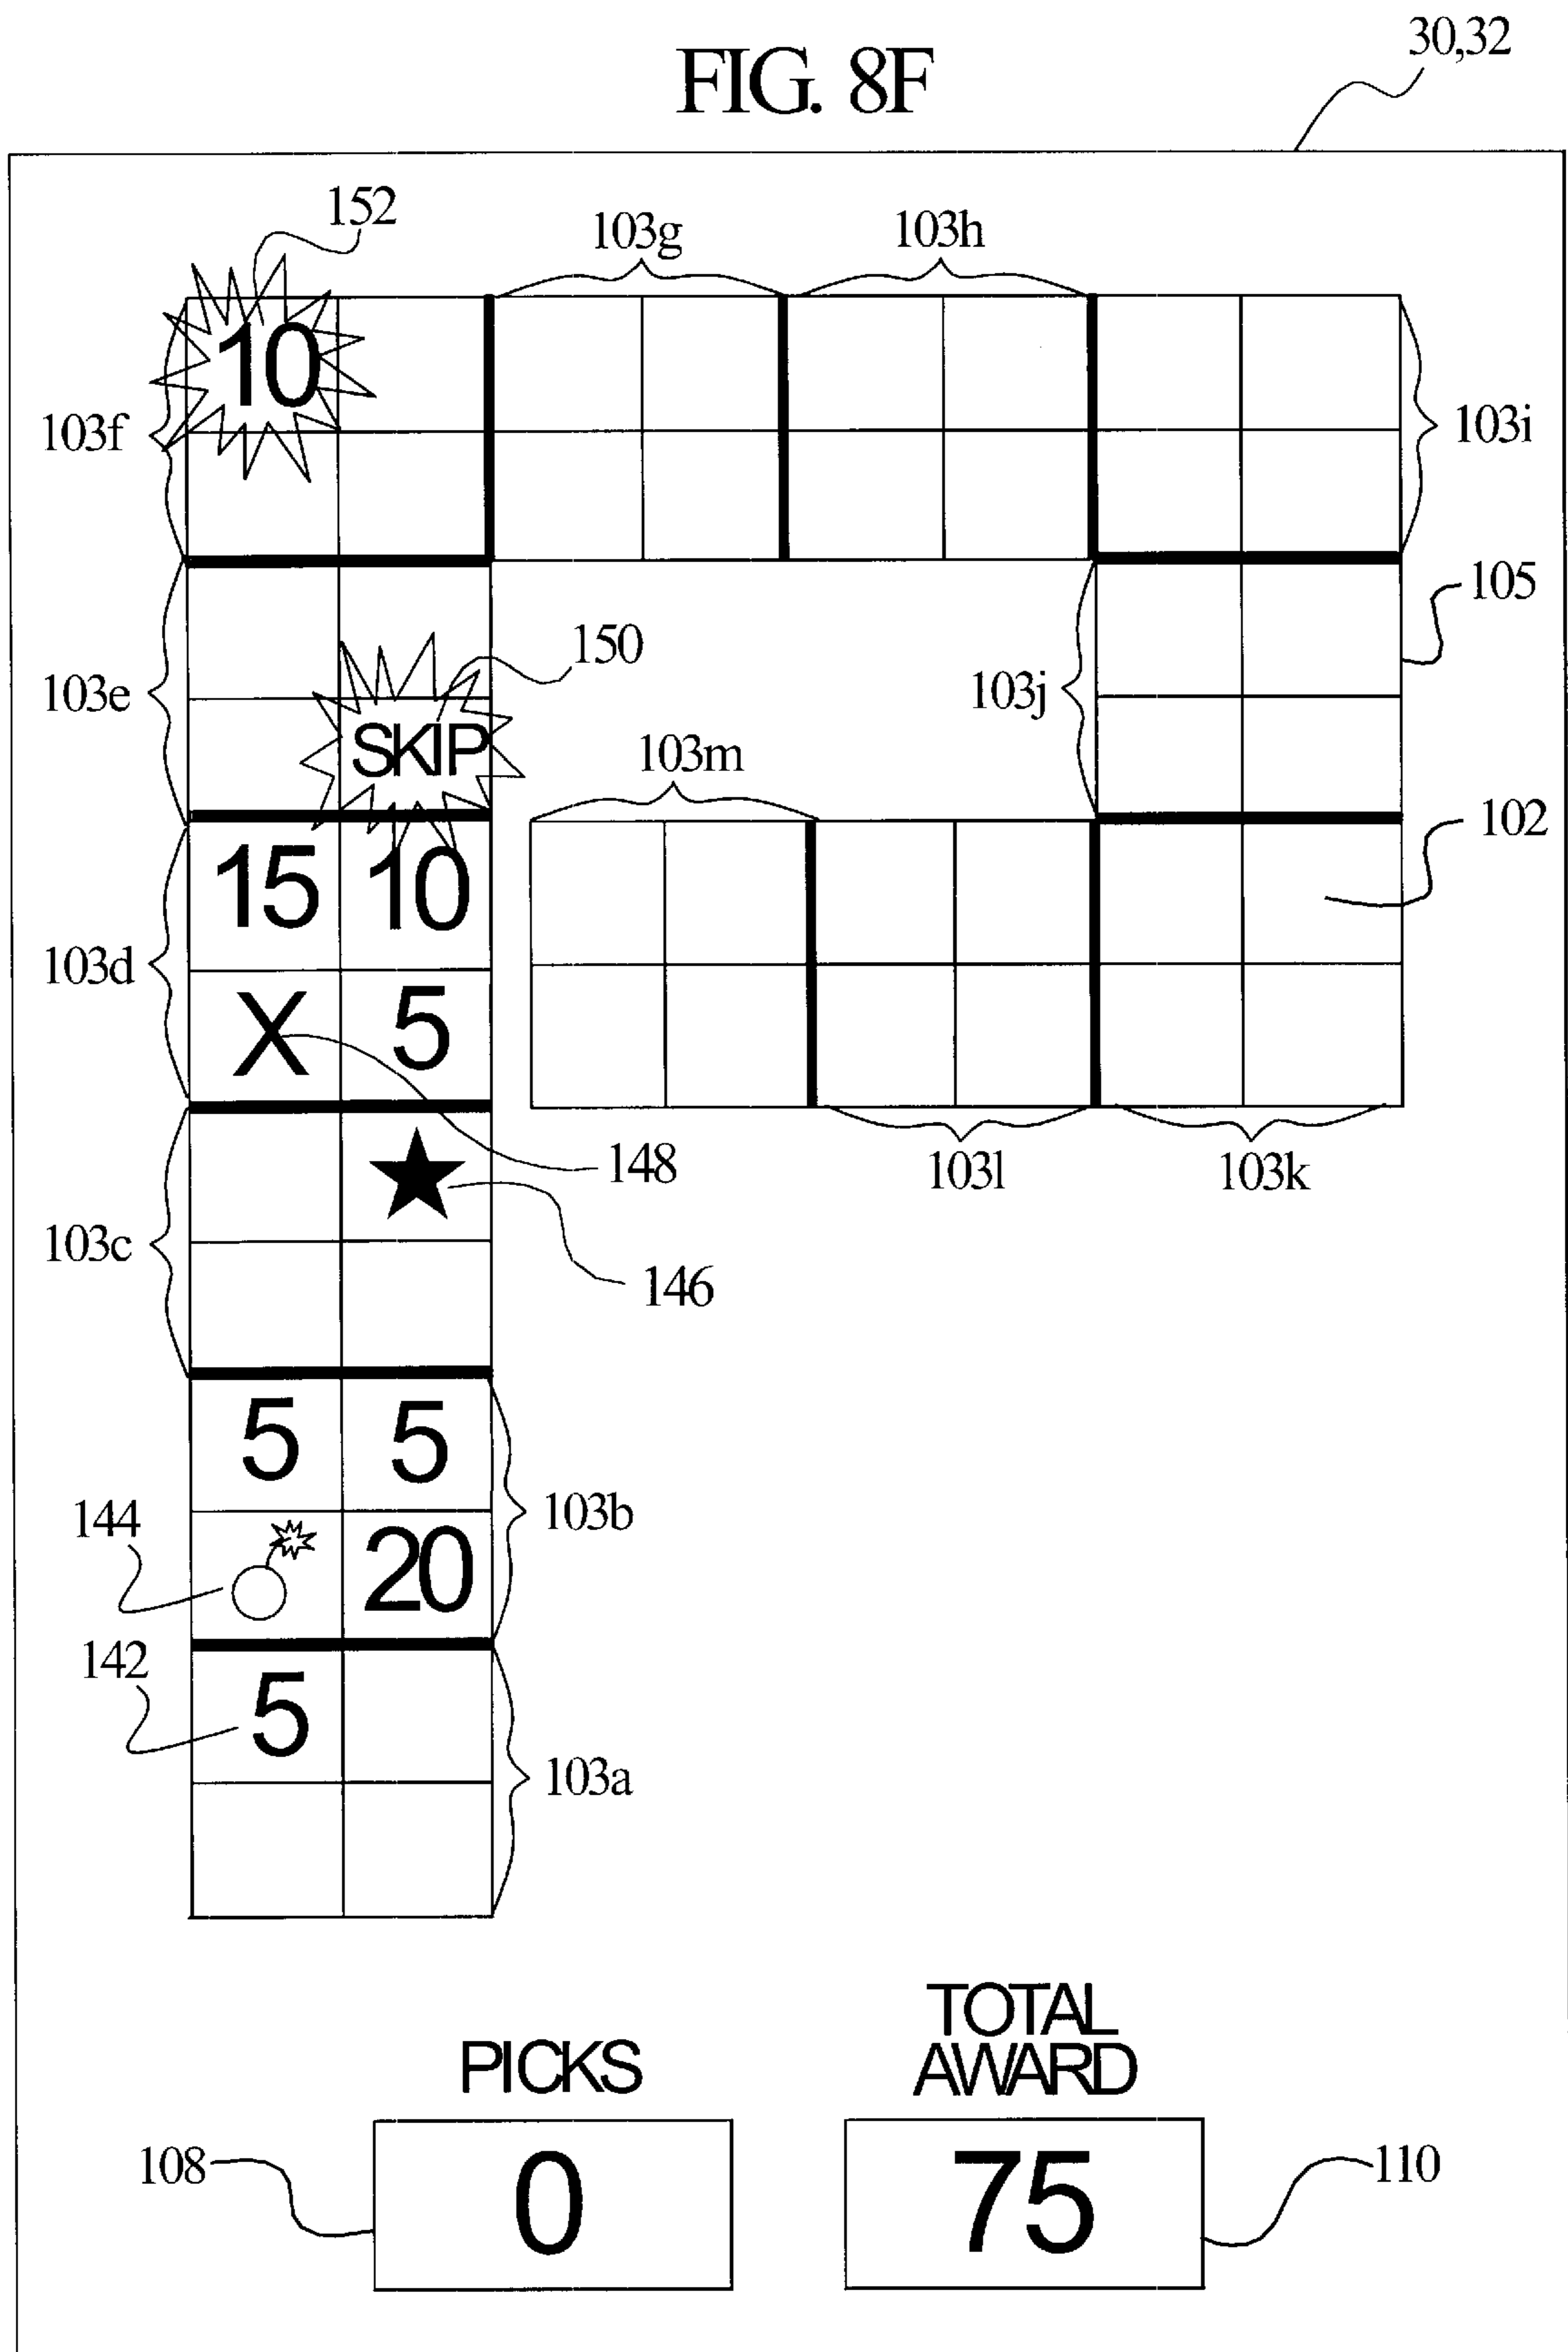 FIG. 8F
30,32
152
103g
103h
10
103f
103i
105
150
103e
103j
SKIP
103m
102
15 10
103d
X 5
148
103l
103k
103c
146
5 5
103b
144
20
142
5
103a
PICKS
TOTAL
AWARD
108
0
75
110